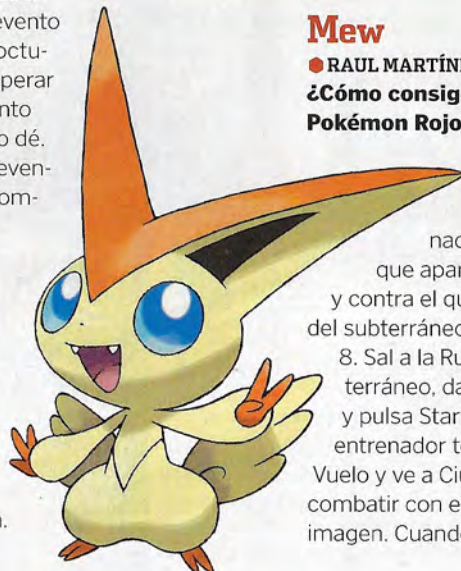 evento
octu-
perar
nto
o dé.
even-
om-
n.
Mew
RAUL MARTÍN
¿Cómo consig
Pokémon Rojo
nac
que apar
y contra el qu
del subterráneo
8. Sal a la Ru
terráneo, da
y pulsa Star
entrenador t
Vuelo y ve a Ciu
combatir con e
imagen. Cuand